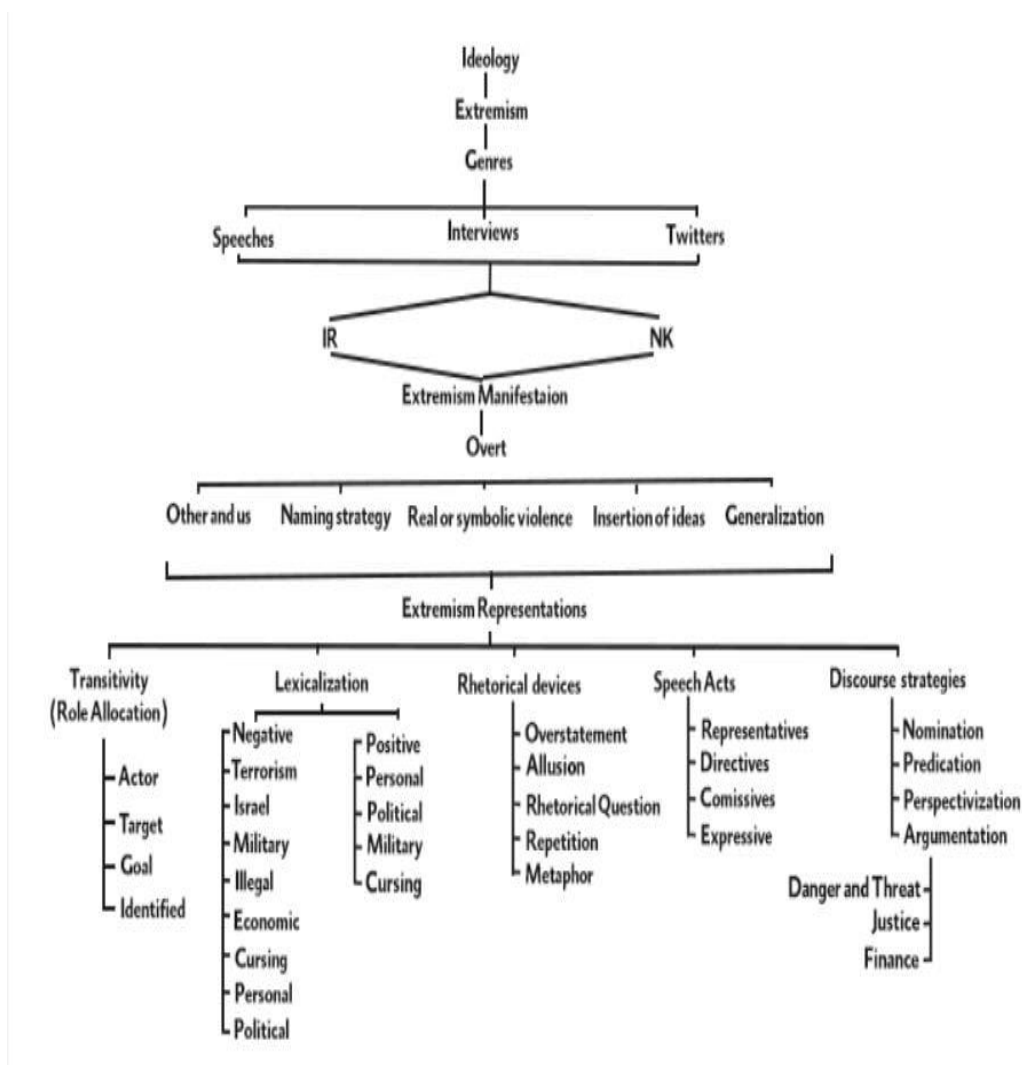 Ideology
Extremism
Genres
Speeches
Interviews
Twitters
IR
NK
Extremism Manifestaion
Overt
Other and us
Naming strategy
Real or symbolic violence
Insertion of ideas
Generalization
Extremism Representations
Transitivity
(Role Allocation)
Actor
Target
Goal
Identified
Lexicalization
Negative
Terrorism
Israel
Military
Illegal
Economic
Cursing
Personal
Political
Positive
Personal
Political
Military
Cursing
Rhetorical devices
Overstatement
Allusion
Rhetorical Question
Repetition
Metaphor
Speech Acts
Representatives
Directives
Comissives
Expressive
Discourse strategies
Nomination
Predication
Perspectivization
Argumentation
Danger and Threat
Justice
Finance